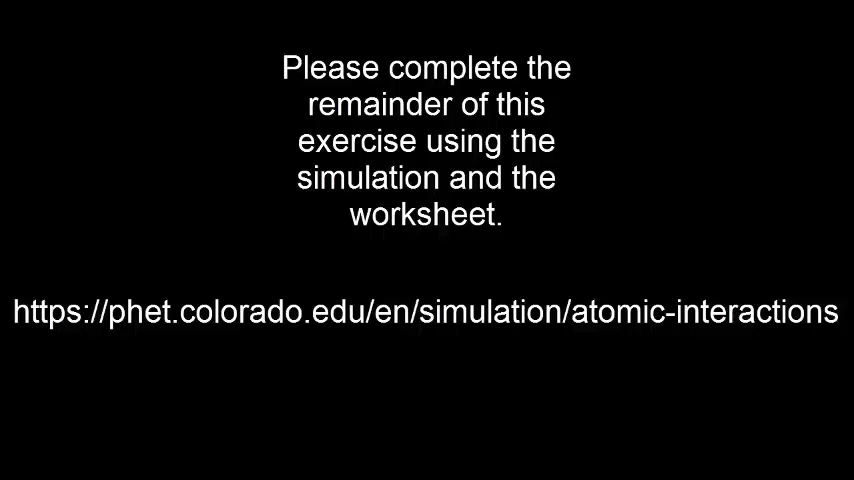 Please complete the
remainder of this
exercise using the
simulation and the
worksheet.
https://phet.colorado.edu/en/simulation/atomic-interactions